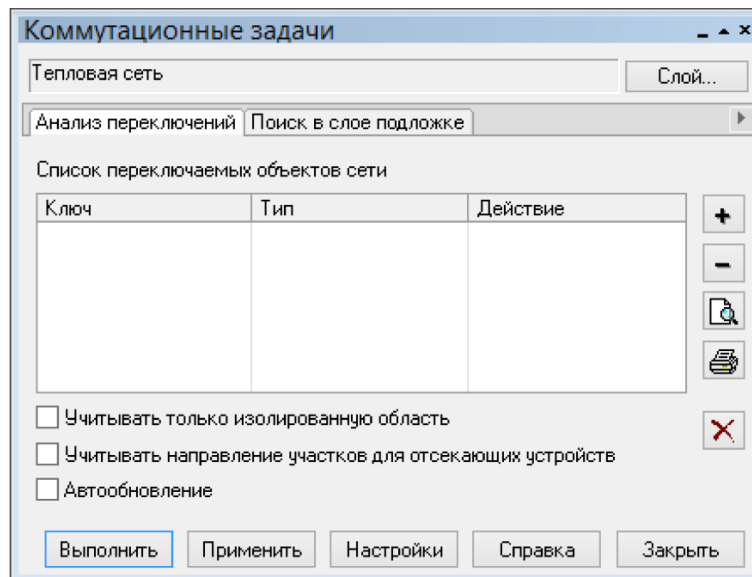 Коммутационные задачи
Тепловая сеть
Слой...
Анализ переключений Поиск в слое подложке
Список переключаемых объектов сети
Ключ Тип Действие
Учитывать только изолированную область
Учитывать направление участков для отсекающих устройств
Автообновление
Выполнить Применить Настройки Справка Закрыть